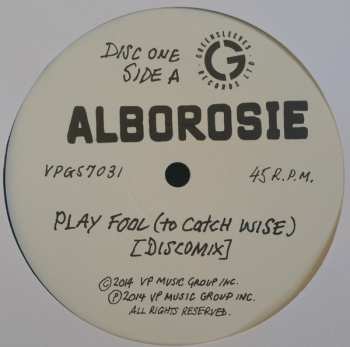 DISC ONE
SIDE A
GREENSLEEVES
RECORDS LTD.
G
ALBOROSIE
VPGS7031
45 R.P.M.
PLAY FOOL (to CATCH WISE)
[DISCOMIX]
©2014 VP MUSIC GROUP INC.
℗2014 VP MUSIC GROUP INC.
ALL RIGHTS RESERVED.